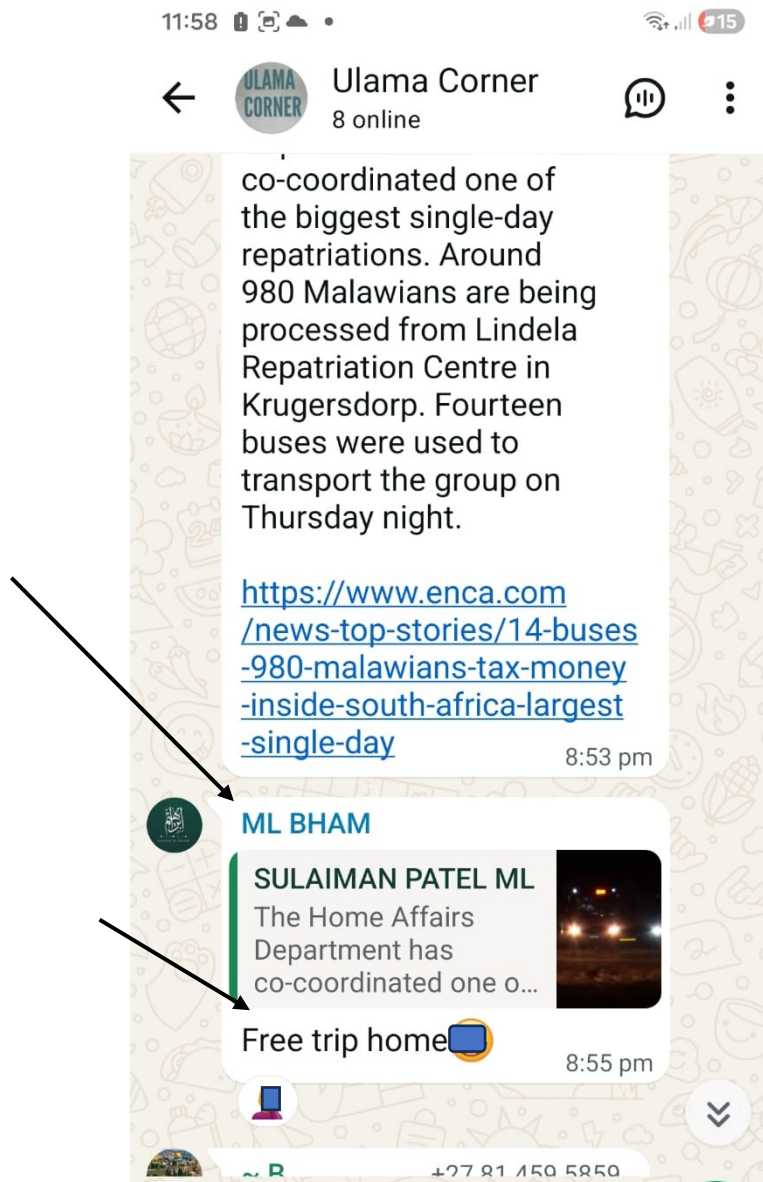 11:58
15
ULAMA
CORNER
Ulama Corner
8 online
co-coordinated one of
the biggest single-day
repatriations. Around
980 Malawians are being
processed from Lindela
Repatriation Centre in
Krugersdorp. Fourteen
buses were used to
transport the group on
Thursday night.
https://www.enca.com
/news-top-stories/14-buses
-980-malawians-tax-money
-inside-south-africa-largest
-single-day
8:53 pm
ML BHAM
SULAIMAN PATEL ML
The Home Affairs
Department has
co-coordinated one o...
Free trip home
8:55 pm
~ B
+27 81 459 5859